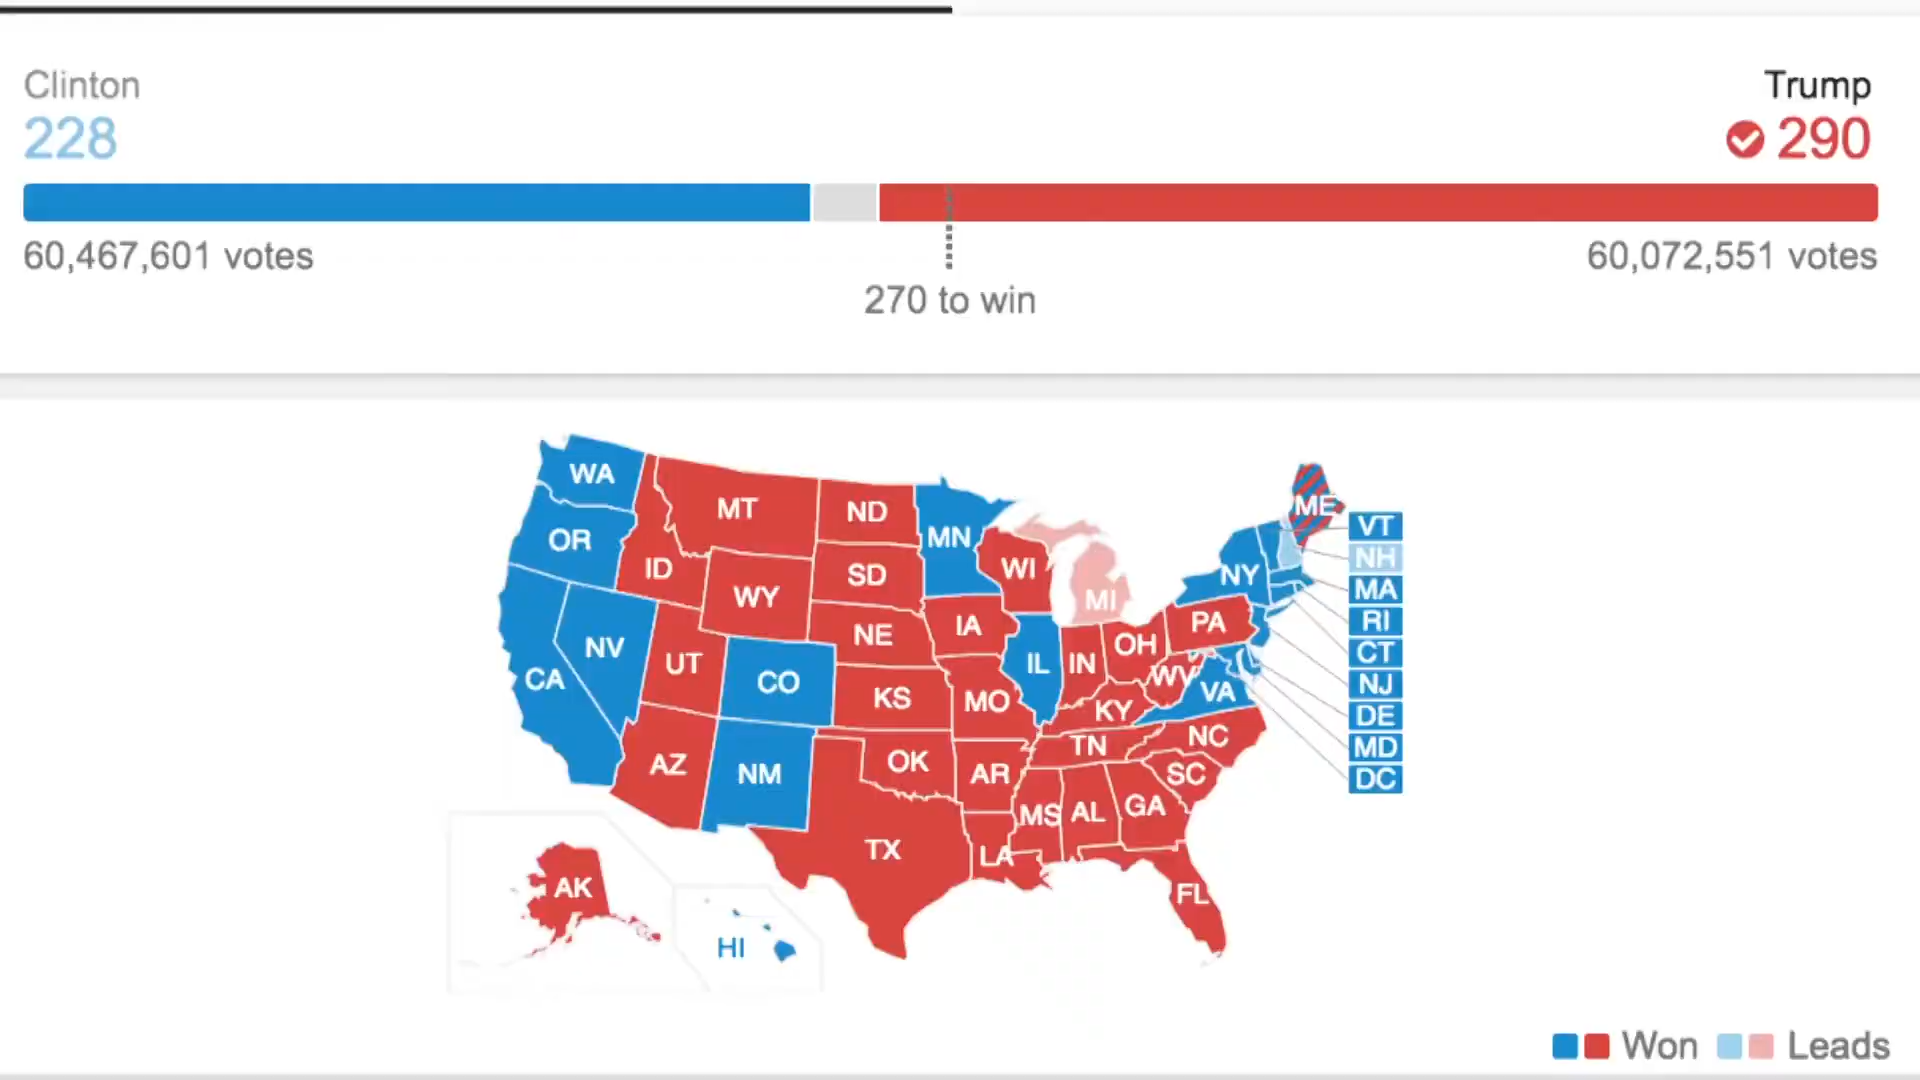 Clinton
Trump
228
290
60,467,601 votes
60,072,551 votes
270 to win
WA
MT
ND
MN
ME
VT
OR
ID
SD
WI
NY
NH
WY
MI
MA
NE
IA
PA
RI
NV
UT
CO
IL
IN
OH
CT
CA
KS
MO
WV
VA
NJ
KY
DE
AZ
NM
OK
AR
TN
NC
MD
SC
DC
MS
AL
GA
TX
LA
AK
FL
HI
Won
Leads